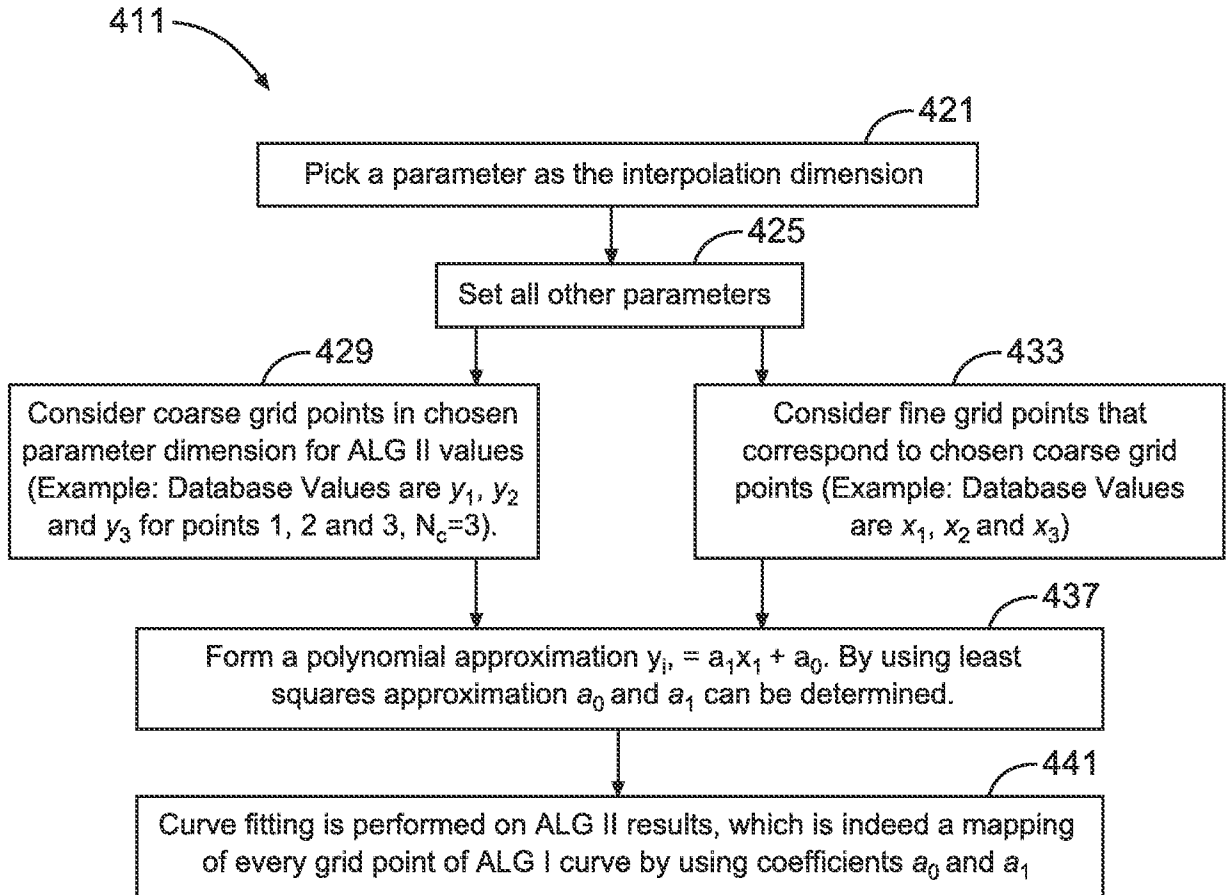 411
421
Pick a parameter as the interpolation dimension
425
Set all other parameters
429
Consider coarse grid points in chosen
parameter dimension for ALG II values
(Example: Database Values are y₁, y₂
and y₃ for points 1, 2 and 3, N_c=3).
433
Consider fine grid points that
correspond to chosen coarse grid
points (Example: Database Values
are x₁, x₂ and x₃)
437
Form a polynomial approximation yᵢ, = a₁x₁ + a₀. By using least
squares approximation a₀ and a₁ can be determined.
441
Curve fitting is performed on ALG II results, which is indeed a mapping
of every grid point of ALG I curve by using coefficients a₀ and a₁